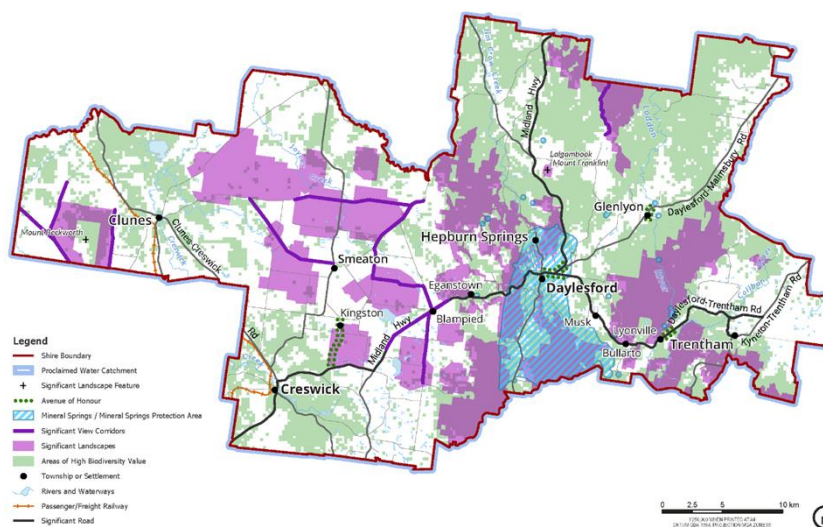 Midland Hwy
Loddon
Lalgambook
(Mount Franklin)
Daylesford-Malmsbury Rd
Glenlyon
Mount Beckworth
Clunes
Clunes-Creswick
Rd
Creswick
Smeaton
Hepburn Springs
Daylesford
Eganstown
Kingston
Blampied
Midland Hwy
Musk
Lyonville
Bullarto
Daylesford-Trentham Rd
Trentham
Kyneton-Trentham Rd
Creswick
Legend
Shire Boundary
Proclaimed Water Catchment
Significant Landscape Feature
Avenue of Honour
Mineral Springs / Mineral Springs Protection Area
Significant View Corridors
Significant Landscapes
Areas of High Biodiversity Value
Township or Settlement
Rivers and Waterways
Passenger/Freight Railway
Significant Road
0
10 km